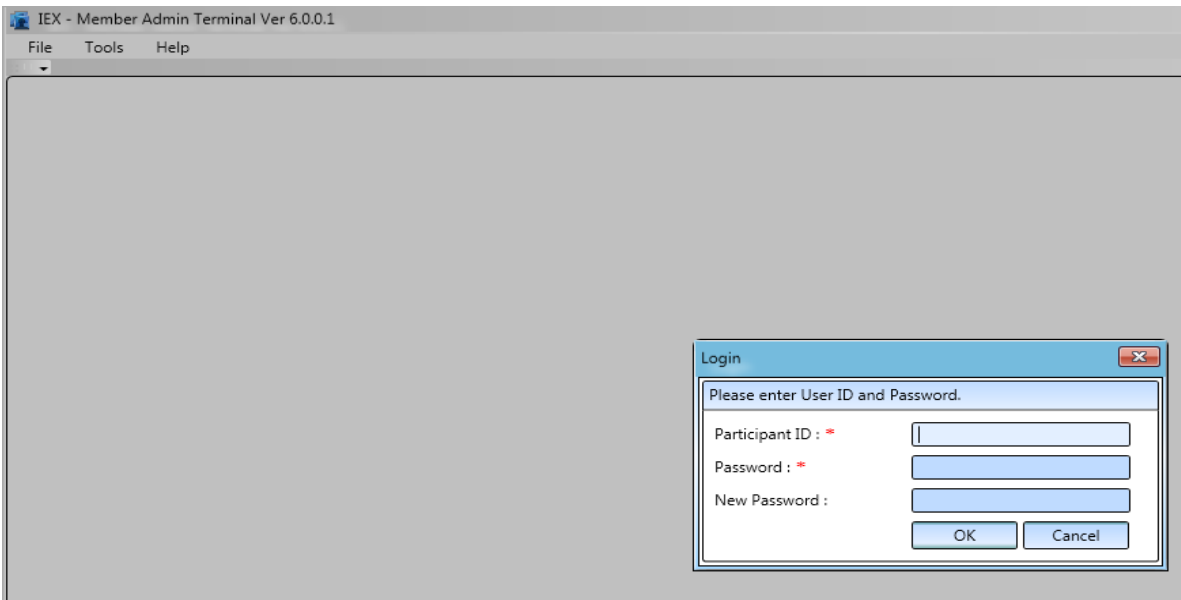 IEX - Member Admin Terminal Ver 6.0.0.1
File Tools Help
Login
Please enter User ID and Password.
Participant ID : *
Password : *
New Password :
OK Cancel